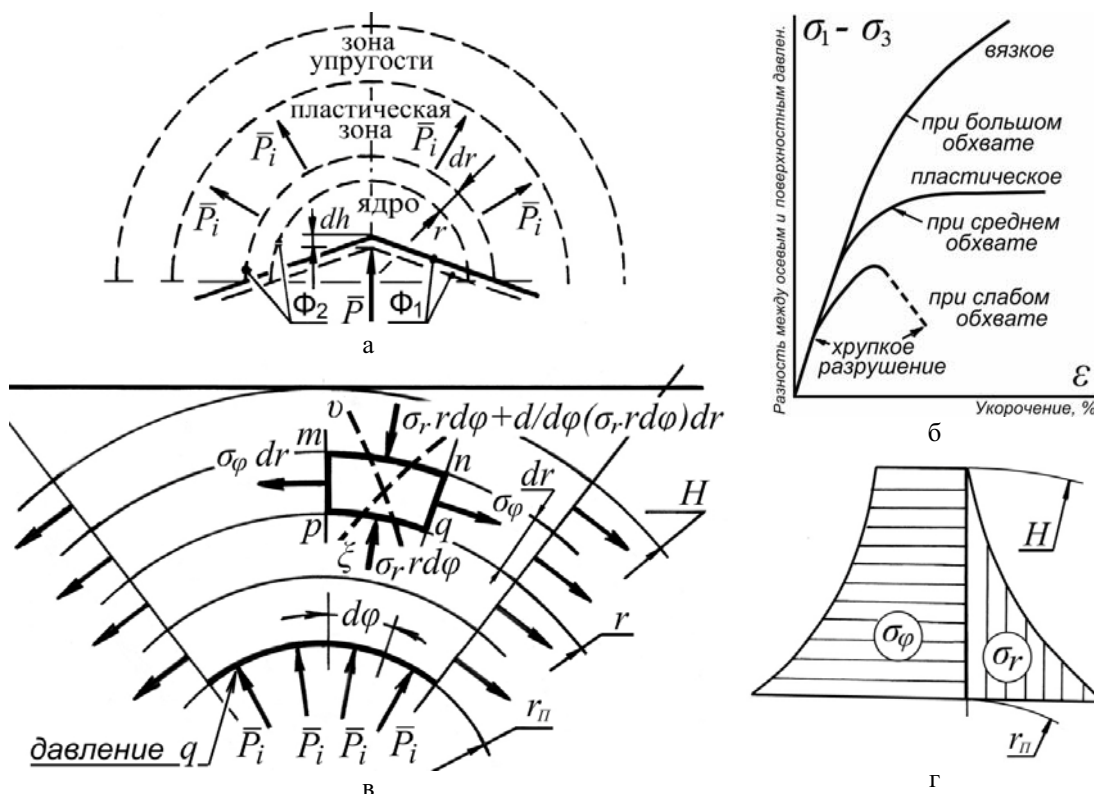 зона
упругости
пластическая
зона
P̅ᵢ
P̅ᵢ
dr
P̅ᵢ
P̅ᵢ
ядро
dh
r
Ф₂
P̅
Ф₁
а
Разность между осевым и поверхностным давлен.
σ₁ - σ₃
вязкое
при большом
обхвате
пластическое
при среднем
обхвате
при слабом
обхвате
хрупкое
разрушение
ε
Укорочение, %
б
υ
σᵣ rdφ+d/dφ(σᵣ rdφ)dr
m
n
σφ dr
dr
σφ
H
p
q
ξ
σᵣ rdφ
dφ
r
rП
давление q
P̅ᵢ
P̅ᵢ
P̅ᵢ
P̅ᵢ
в
H
σφ
σr
rП
г